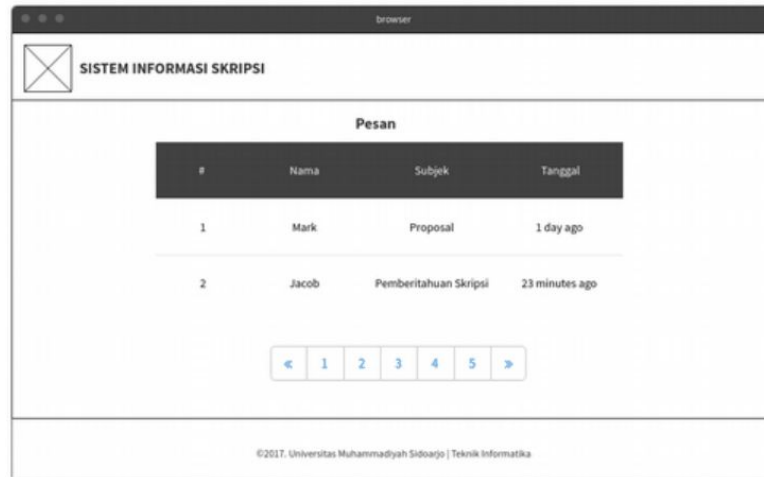 browser
SISTEM INFORMASI SKRIPSI
Pesan
# Nama Subjek Tanggal
1 Mark Proposal 1 day ago
2 Jacob Pemberitahuan Skripsi 23 minutes ago
« 1 2 3 4 5 »
©2017. Universitas Muhammadiyah Sidoarjo | Teknik Informatika